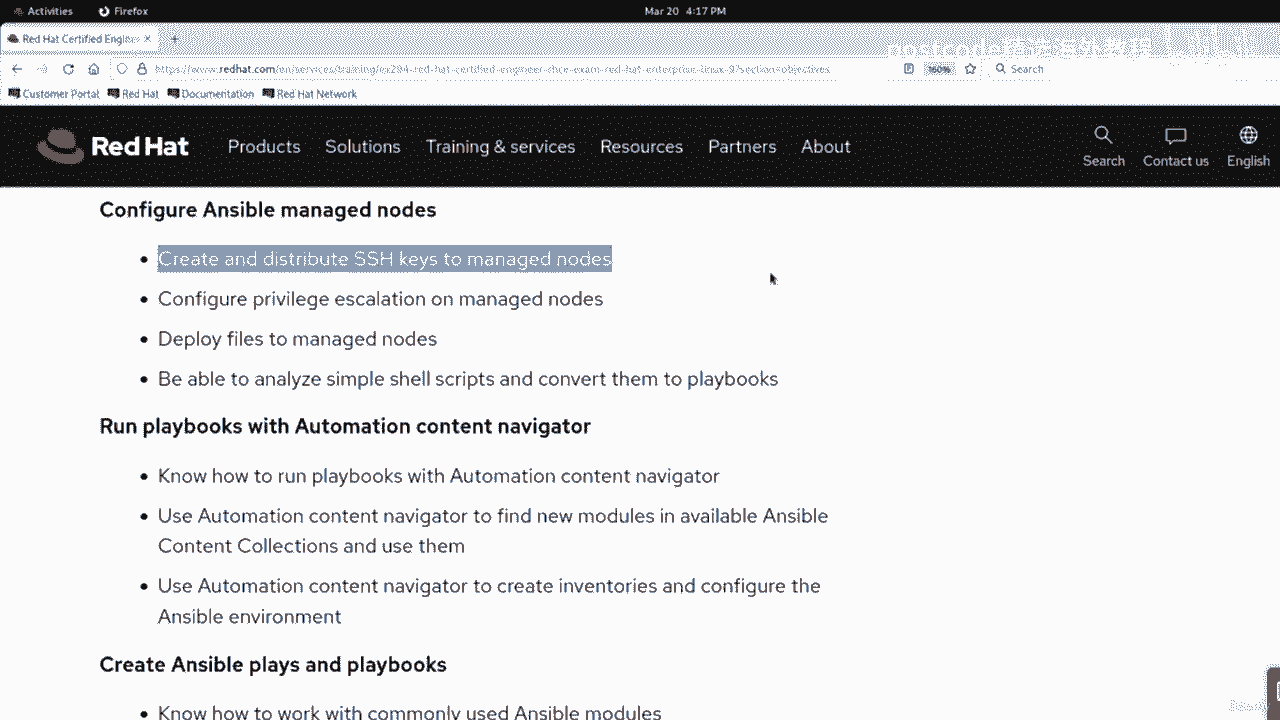 Activities
Firefox
Mar 20 4:17 PM
Red Hat Certified Engine
https://www.redhat.com/en/services/training/ex294-red-hat-certified-engineer-rhce-exam-red-hat-enterprise-linux-9?section=objectives
160%
Search
Customer Portal
Red Hat
Documentation
Red Hat Network
Red Hat
Products
Solutions
Training & services
Resources
Partners
About
Search
Contact us
English
Configure Ansible managed nodes
• Create and distribute SSH keys to managed nodes
• Configure privilege escalation on managed nodes
• Deploy files to managed nodes
• Be able to analyze simple shell scripts and convert them to playbooks
Run playbooks with Automation content navigator
• Know how to run playbooks with Automation content navigator
• Use Automation content navigator to find new modules in available Ansible
Content Collections and use them
• Use Automation content navigator to create inventories and configure the
Ansible environment
Create Ansible plays and playbooks
• Know how to work with commonly used Ansible modules